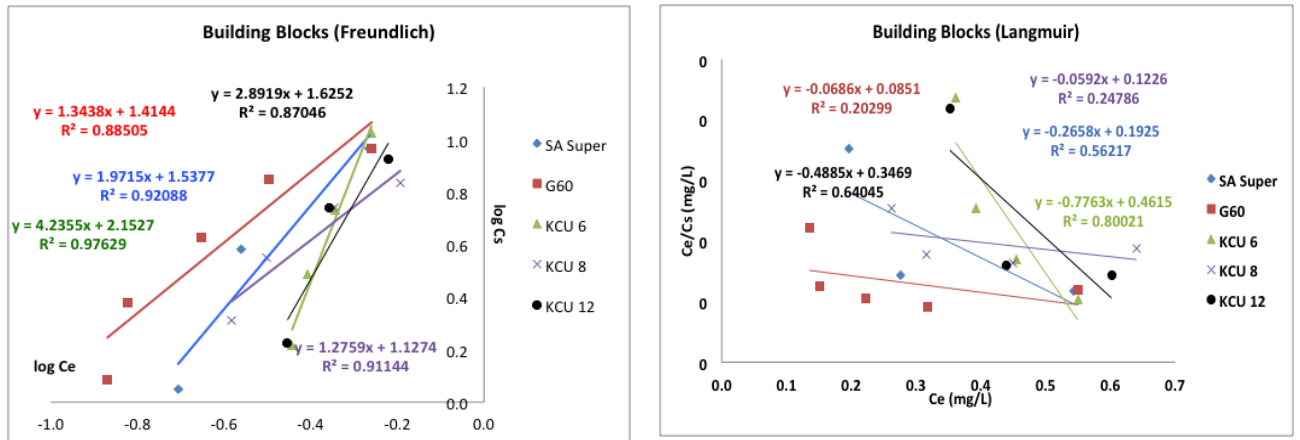 Building Blocks (Freundlich)
y = 1.3438x + 1.4144
R² = 0.88505
y = 2.8919x + 1.6252
R² = 0.87046
y = 1.9715x + 1.5377
R² = 0.92088
y = 4.2355x + 2.1527
R² = 0.97629
y = 1.2759x + 1.1274
R² = 0.91144
log Ce
log Cs
1.2
1.0
0.8
0.6
0.4
0.2
0.0
-1.0 -0.8 -0.6 -0.4 -0.2 0.0
SA Super
G60
KCU 6
KCU 8
KCU 12
Building Blocks (Langmuir)
y = -0.0686x + 0.0851
R² = 0.20299
y = -0.0592x + 0.1226
R² = 0.24786
y = -0.2658x + 0.1925
R² = 0.56217
y = -0.4885x + 0.3469
R² = 0.64045
y = -0.7763x + 0.4615
R² = 0.80021
Ce/Cs (mg/L)
0
0
0
0
0
0
0.0 0.1 0.2 0.3 0.4 0.5 0.6 0.7
Ce (mg/L)
SA Super
G60
KCU 6
KCU 8
KCU 12